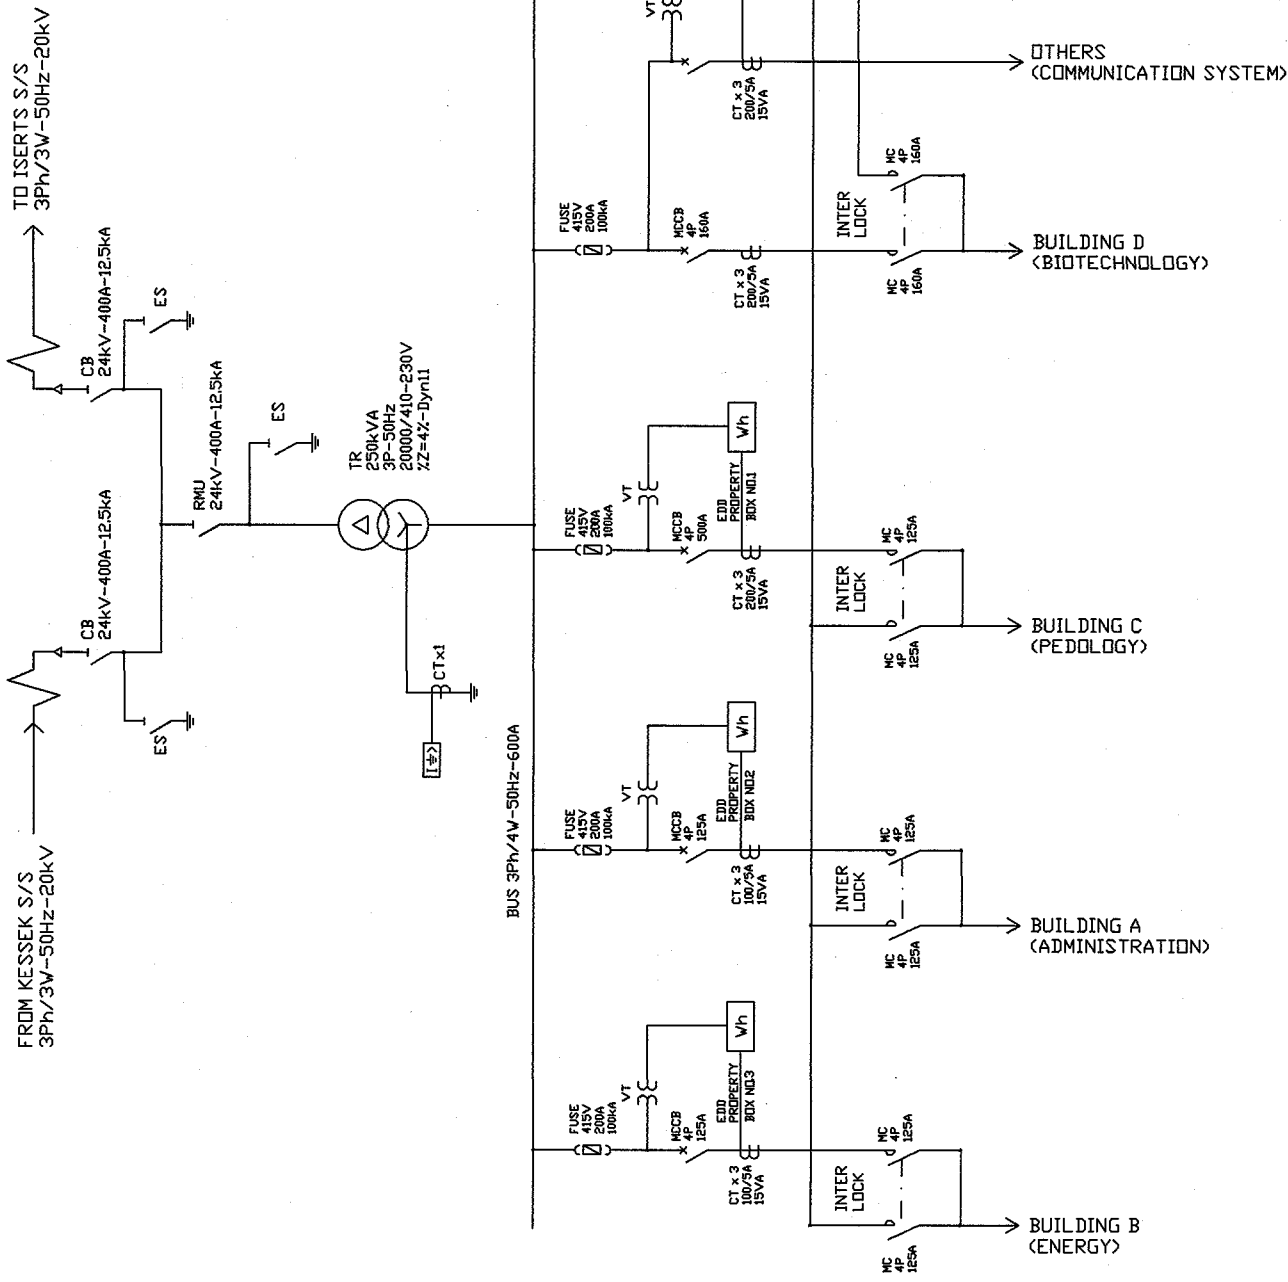 TO ISERTS S/S
3Ph/3W-50Hz-20kV
CB
24kV-400A-12.5kA
ES
FROM KESSEK S/S
3Ph/3W-50Hz-20kV
CB
24kV-400A-12.5kA
ES
RMU
24kV-400A-12.5kA
ES
TR
250kVA
3P-50Hz
20000/410-230V
%Z=4%-Dyn11
CTx1
BUS 3Ph/4W-50Hz-600A
VT
CT x 3
200/5A
15VA
OTHERS
(COMMUNICATION SYSTEM)
FUSE
415V
200A
100kA
MCCB
4P
160A
CT x 3
200/5A
15VA
INTER
LOCK
MC
4P
160A
MC
4P
160A
BUILDING D
(BIOTECHNOLOGY)
FUSE
415V
200A
100kA
VT
MCCB
4P
500A
Wh
EDD
PROPERTY
BOX NO.1
CT x 3
200/5A
15VA
INTER
LOCK
MC
4P
125A
MC
4P
125A
BUILDING C
(PEDOLOGY)
FUSE
415V
200A
100kA
VT
MCCB
4P
125A
Wh
EDD
PROPERTY
BOX NO.2
CT x 3
100/5A
15VA
INTER
LOCK
MC
4P
125A
MC
4P
125A
BUILDING A
(ADMINISTRATION)
FUSE
415V
200A
100kA
VT
MCCB
4P
125A
Wh
EDD
PROPERTY
BOX NO.3
CT x 3
100/5A
15VA
INTER
LOCK
MC
4P
125A
MC
4P
125A
BUILDING B
(ENERGY)